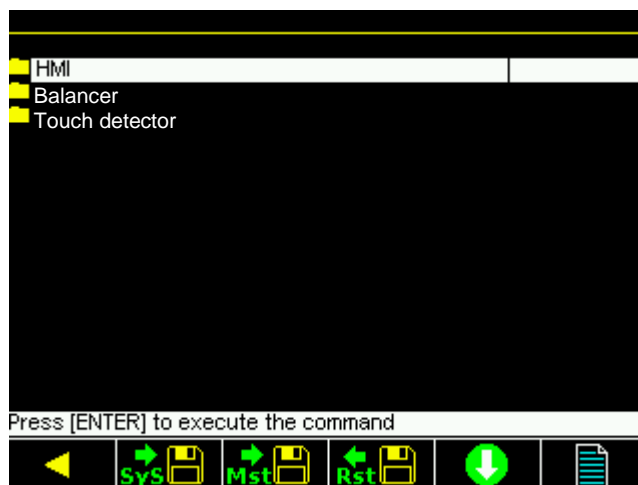 HMI
Balancer
Touch detector
Press [ENTER] to execute the command
SyS Mst Rst